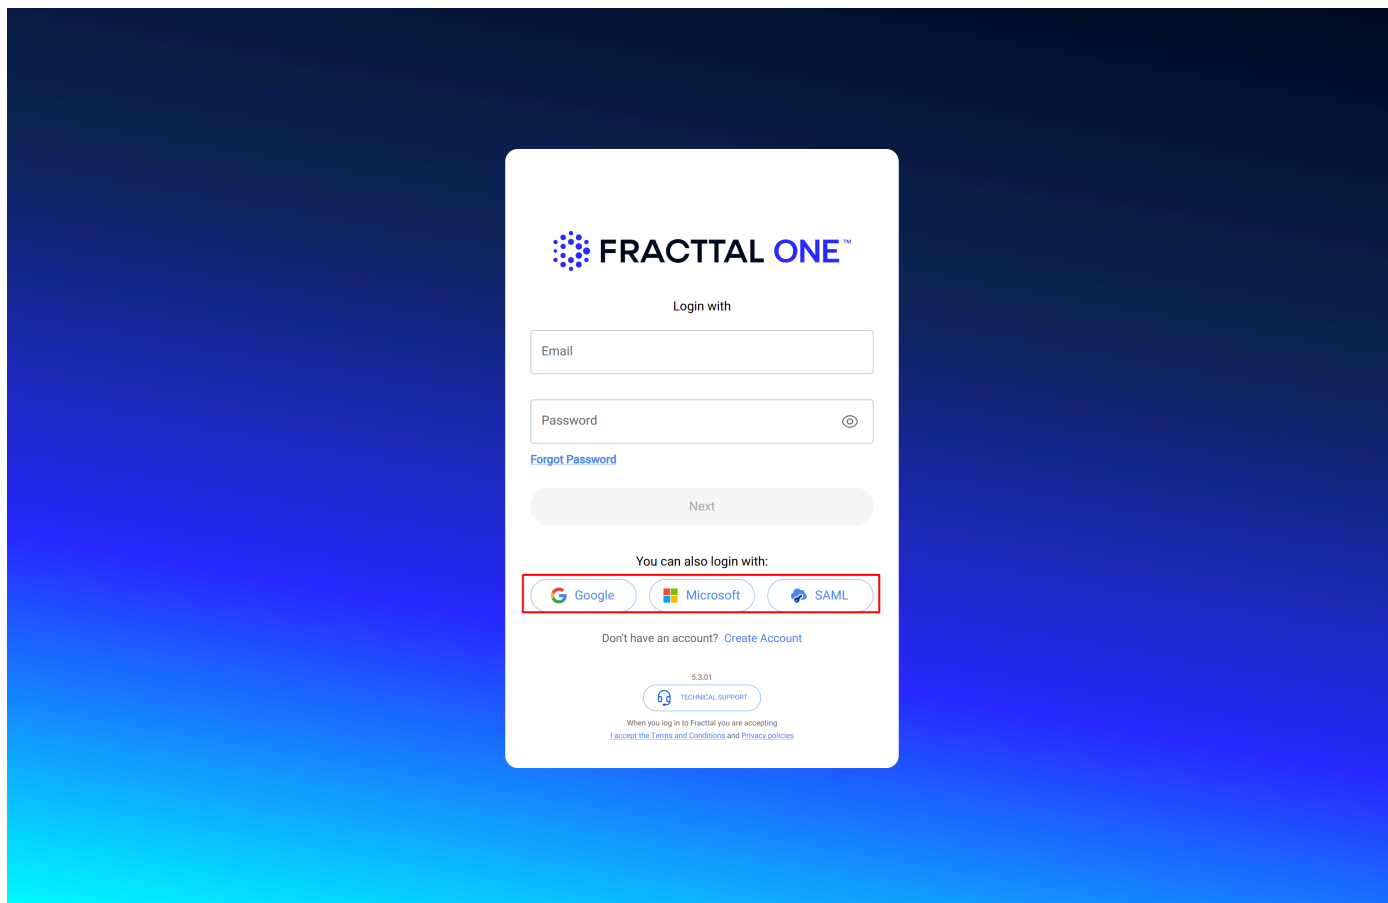 FRACTTAL ONE™
Login with
Email
Password
Forgot Password
Next
You can also login with:
Google Microsoft SAML
Don't have an account? Create Account
5.3.01
TECHNICAL SUPPORT
When you log in to Fracttal you are accepting
I accept the Terms and Conditions and Privacy policies